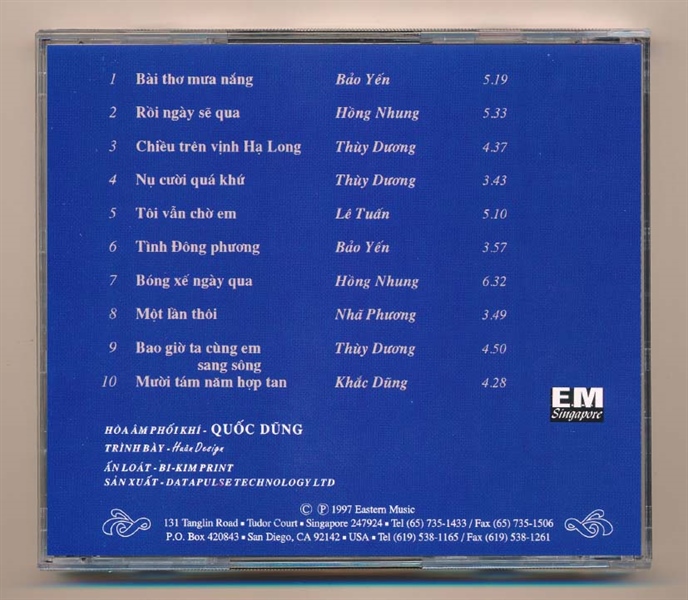 1 Bài thơ mưa nắng Bảo Yến 5.19
2 Rồi ngày sẽ qua Hồng Nhung 5.33
3 Chiều trên vịnh Hạ Long Thùy Dương 4.37
4 Nụ cười quá khứ Thùy Dương 3.43
5 Tôi vẫn chờ em Lê Tuấn 5.10
6 Tình Đông phương Bảo Yến 3.57
7 Bóng xế ngày qua Hồng Nhung 6.32
8 Một lần thôi Nhã Phương 3.49
9 Bao giờ ta cùng em Thùy Dương 4.50
sang sông
10 Mười tám năm hợp tan Khắc Dũng 4.28
EM
Singapore
HÒA ÂM PHỐI KHÍ - QUỐC DŨNG
TRÌNH BÀY - Huân Design
ẤN LOÁT - BI-KIM PRINT
SẢN XUẤT - DATAPULSE TECHNOLOGY LTD
Ⓒ Ⓟ 1997 Eastern Music
131 Tanglin Road ▪ Tudor Court ▪ Singapore 247924 ▪ Tel (65) 735-1433 / Fax (65) 735-1506
P.O. Box 420843 ▪ San Diego, CA 92142 ▪ USA ▪ Tel (619) 538-1165 / Fax (619) 538-1261